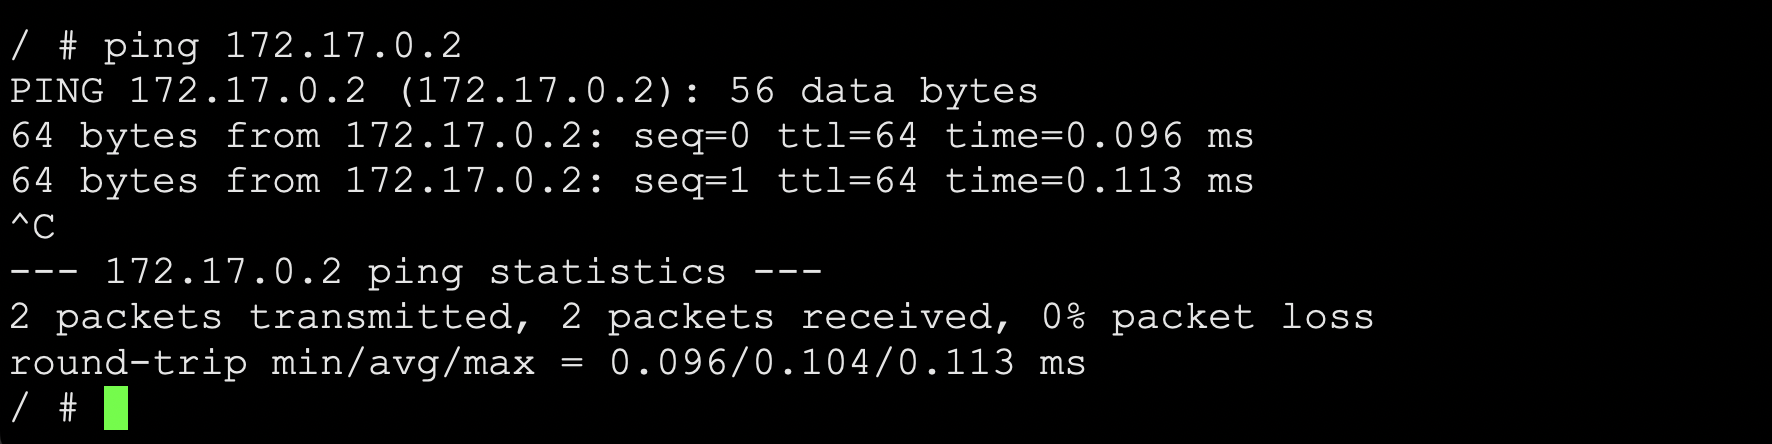 / # ping 172.17.0.2
PING 172.17.0.2 (172.17.0.2): 56 data bytes
64 bytes from 172.17.0.2: seq=0 ttl=64 time=0.096 ms
64 bytes from 172.17.0.2: seq=1 ttl=64 time=0.113 ms
^C
--- 172.17.0.2 ping statistics ---
2 packets transmitted, 2 packets received, 0% packet loss
round-trip min/avg/max = 0.096/0.104/0.113 ms
/ #